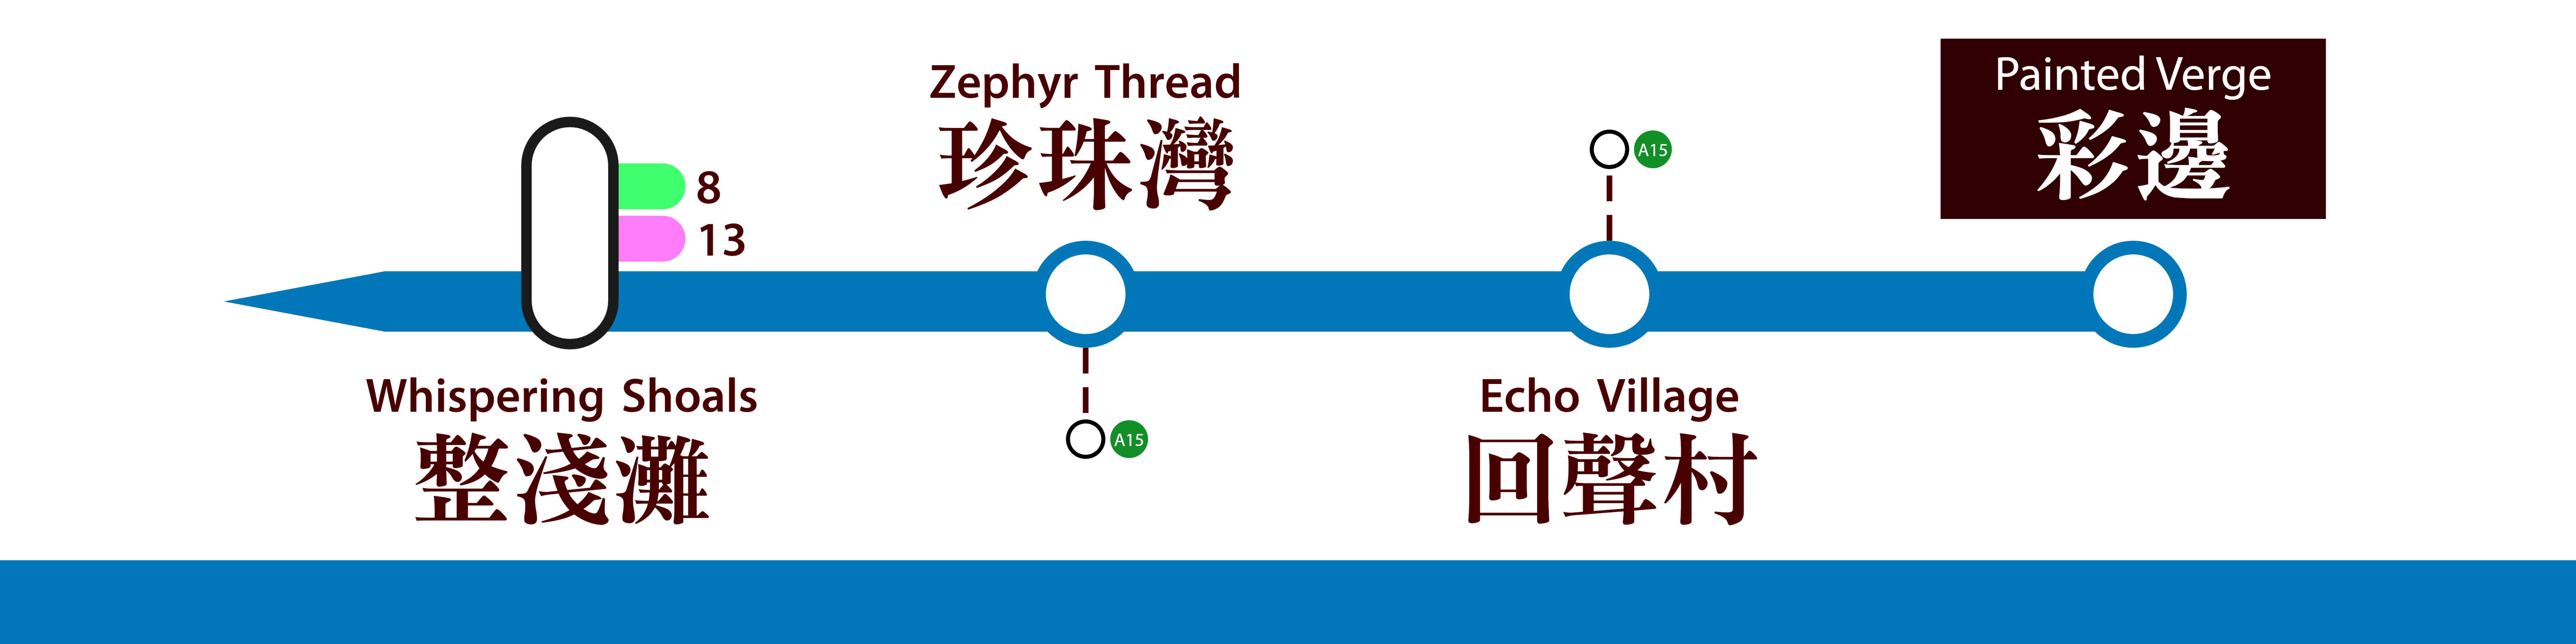 8
13
Whispering Shoals
整淺灘
Zephyr Thread
珍珠灣
A15
A15
Echo Village
回聲村
Painted Verge
彩邊